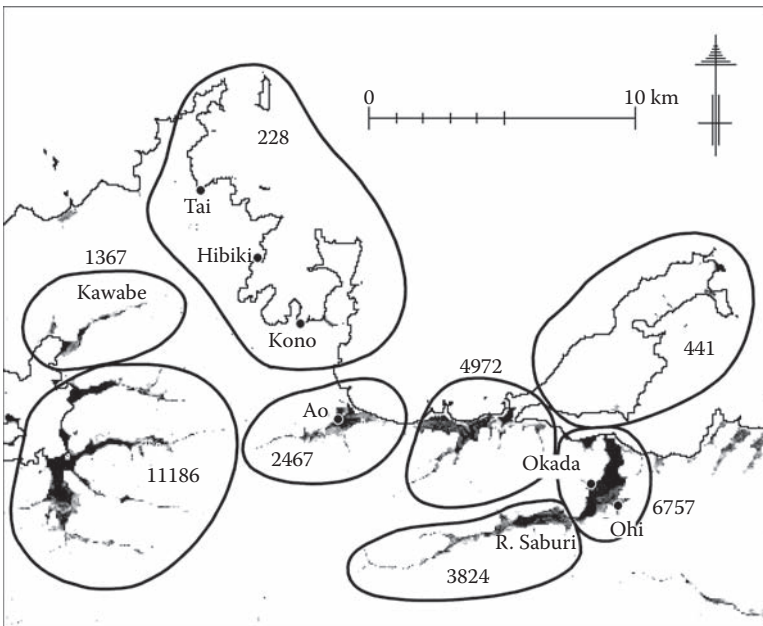 0
10 km
228
Tai
Hibiki
Kono
1367
Kawabe
441
4972
Ao
2467
11186
Okada
6757
Ohi
R. Saburi
3824